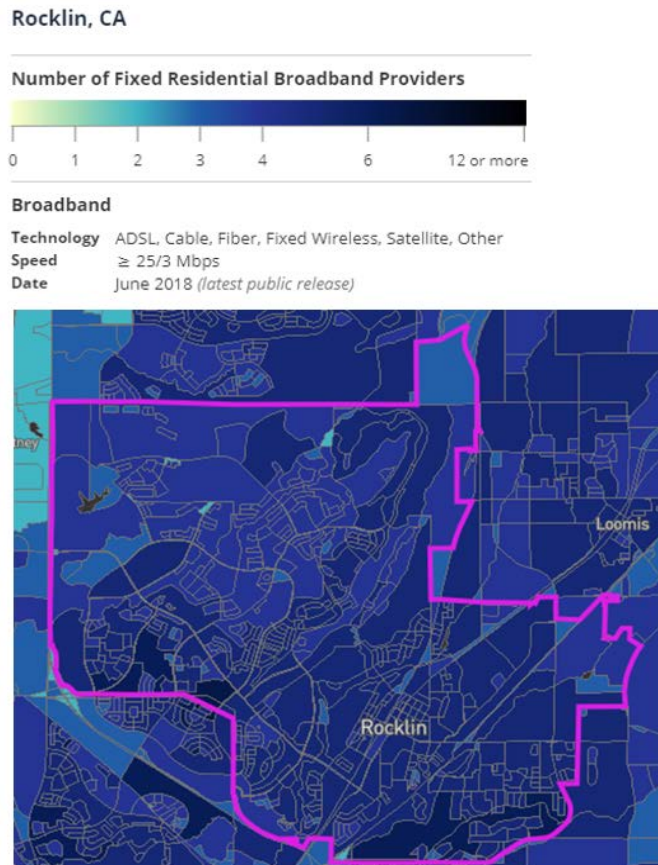 Rocklin, CA
Number of Fixed Residential Broadband Providers
0 1 2 3 4 6 12 or more
Broadband
Technology ADSL, Cable, Fiber, Fixed Wireless, Satellite, Other
Speed ≥ 25/3 Mbps
Date June 2018 (latest public release)
tney
Loomis
Rocklin